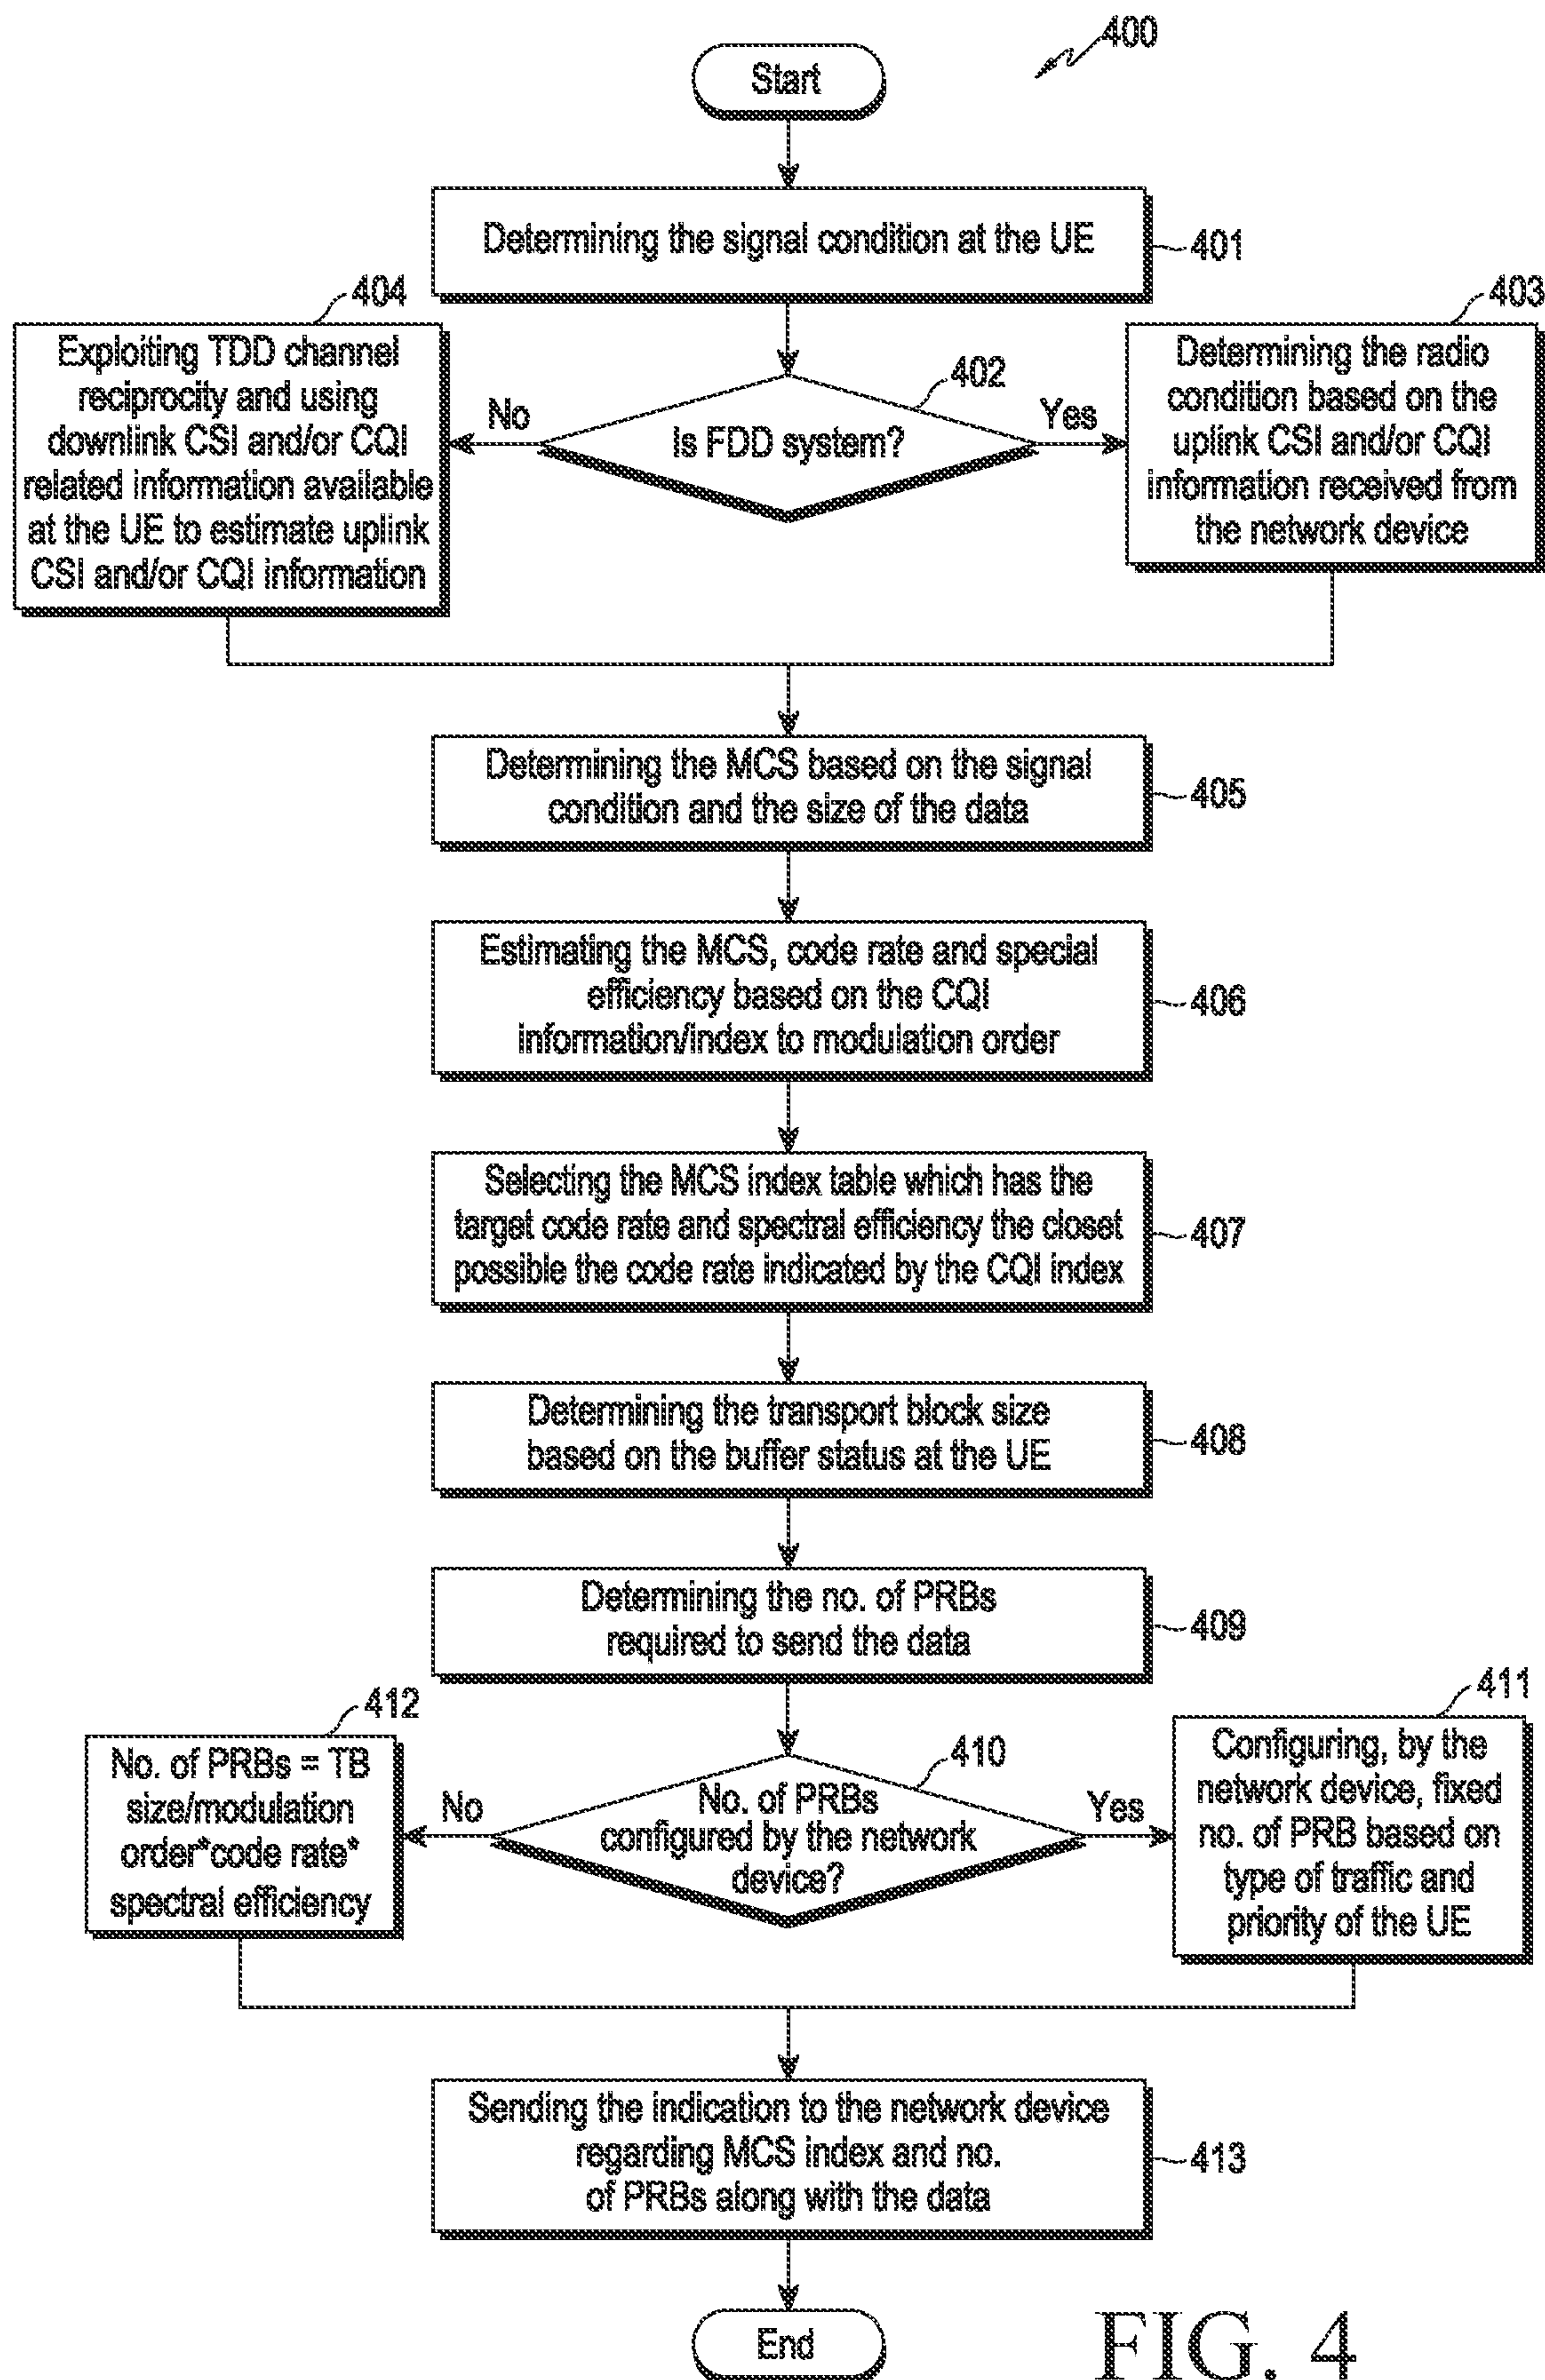 400
Start
Determining the signal condition at the UE
401
404
Exploiting TDD channel
reciprocity and using
downlink CSI and/or CQI
related information available
at the UE to estimate uplink
CSI and/or CQI information
No
402
Is FDD system?
Yes
403
Determining the radio
condition based on the
uplink CSI and/or CQI
information received from
the network device
Determining the MCS based on the signal
condition and the size of the data
405
Estimating the MCS, code rate and special
efficiency based on the CQI
information/index to modulation order
406
Selecting the MCS index table which has the
target code rate and spectral efficiency the closet
possible the code rate indicated by the CQI index
407
Determining the transport block size
based on the buffer status at the UE
408
Determining the no. of PRBs
required to send the data
409
412
No. of PRBs = TB
size/modulation
order*code rate*
spectral efficiency
No
410
No. of PRBs
configured by the network
device?
Yes
411
Configuring, by the
network device, fixed
no. of PRB based on
type of traffic and
priority of the UE
Sending the indication to the network device
regarding MCS index and no.
of PRBs along with the data
413
End
FIG. 4